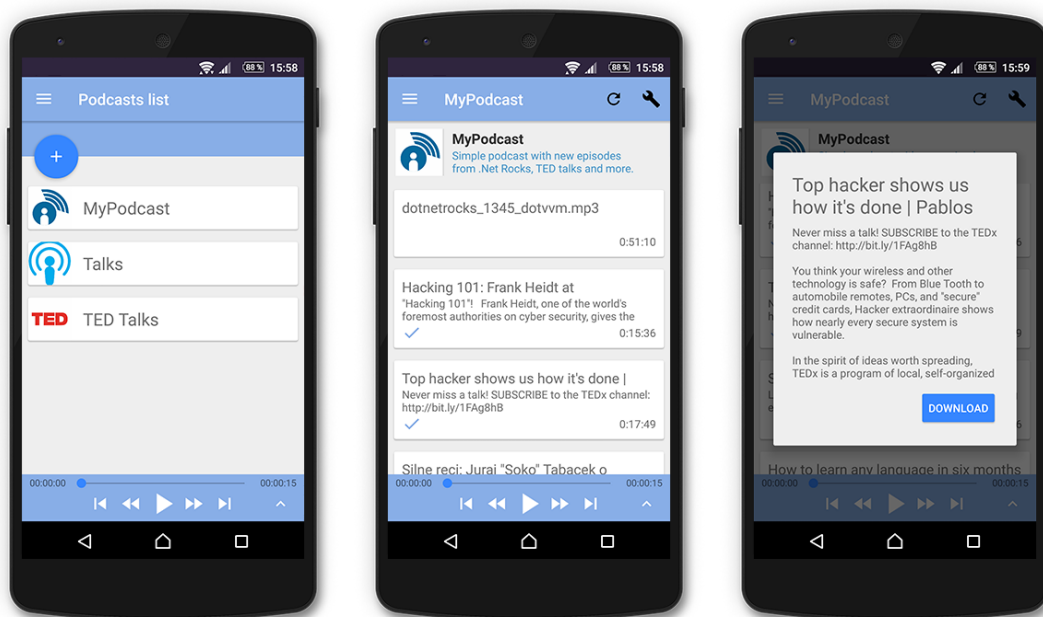 88 % 15:58
Podcasts list
+
MyPodcast
Talks
TED TED Talks
00:00:00 00:00:15
88 % 15:58
MyPodcast
MyPodcast
Simple podcast with new episodes
from .Net Rocks, TED talks and more.
dotnetrocks_1345_dotvvm.mp3
0:51:10
Hacking 101: Frank Heidt at
"Hacking 101"! Frank Heidt, one of the world's
foremost authorities on cyber security, gives the
0:15:36
Top hacker shows us how it's done |
Never miss a talk! SUBSCRIBE to the TEDx channel:
http://bit.ly/1FAg8hB
0:17:49
Silne reci: Juraj "Soko" Tabacek o
00:00:00 00:00:15
88 % 15:59
MyPodcast
MyPodcast
Top hacker shows us
how it's done | Pablos
Never miss a talk! SUBSCRIBE to the TEDx
channel: http://bit.ly/1FAg8hB
You think your wireless and other
technology is safe? From Blue Tooth to
automobile remotes, PCs, and "secure"
credit cards, Hacker extraordinaire shows
how nearly every secure system is
vulnerable.
In the spirit of ideas worth spreading,
TEDx is a program of local, self-organized
DOWNLOAD
How to learn any language in six months
00:00:00 00:00:15